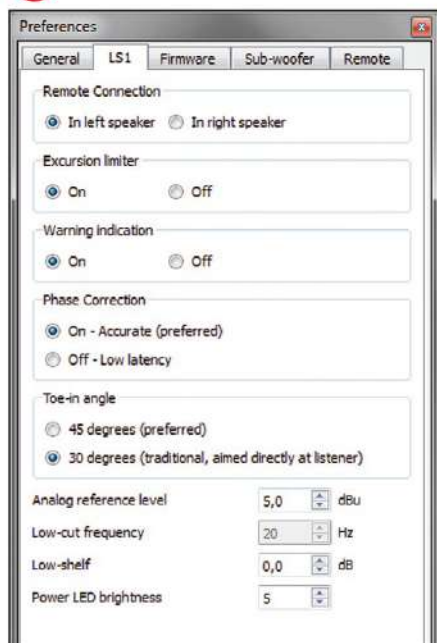 Preferences
General LS1 Firmware Sub-woofer Remote
Remote Connection
In left speaker In right speaker
Excursion limiter
On Off
Warning indication
On Off
Phase Correction
On - Accurate (preferred)
Off - Low latency
Toe-in angle
45 degrees (preferred)
30 degrees (traditional, aimed directly at listener)
Analog reference level 5,0 dBu
Low-cut frequency 20 Hz
Low-shelf 0,0 dB
Power LED brightness 5